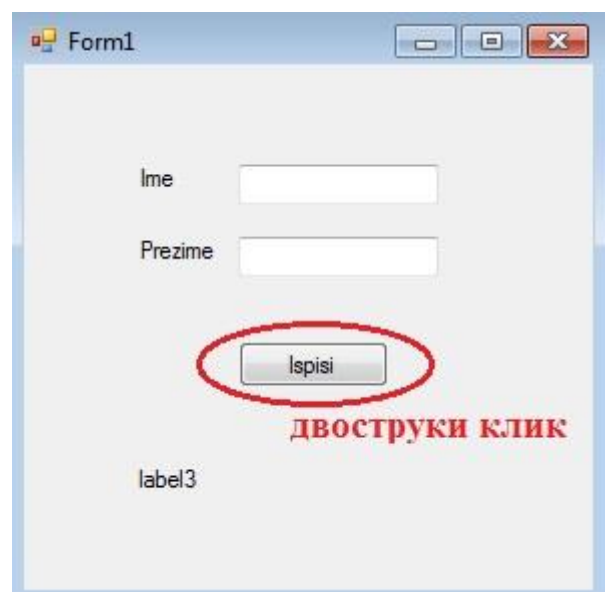 Form1
Ime
Prezime
Ispisi
двоструки клик
label3